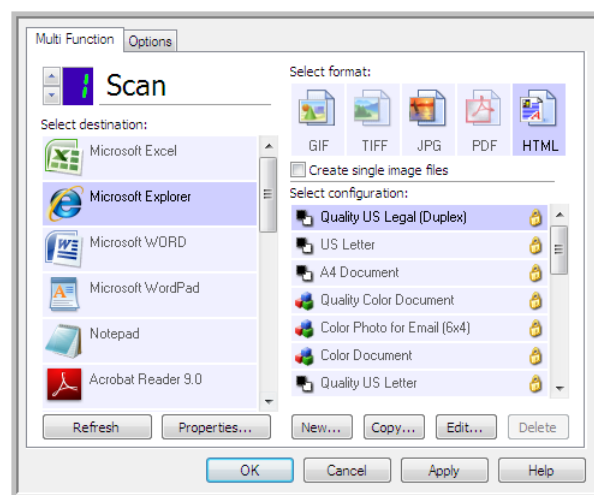 Multi Function
Options
1
Scan
Select destination:
Microsoft Excel
Microsoft Explorer
Microsoft WORD
Microsoft WordPad
Notepad
Acrobat Reader 9.0
Refresh
Properties...
Select format:
GIF
TIFF
JPG
PDF
HTML
Create single image files
Select configuration:
Quality US Legal (Duplex)
US Letter
A4 Document
Quality Color Document
Color Photo for Email (6x4)
Color Document
Quality US Letter
New...
Copy...
Edit...
Delete
OK
Cancel
Apply
Help